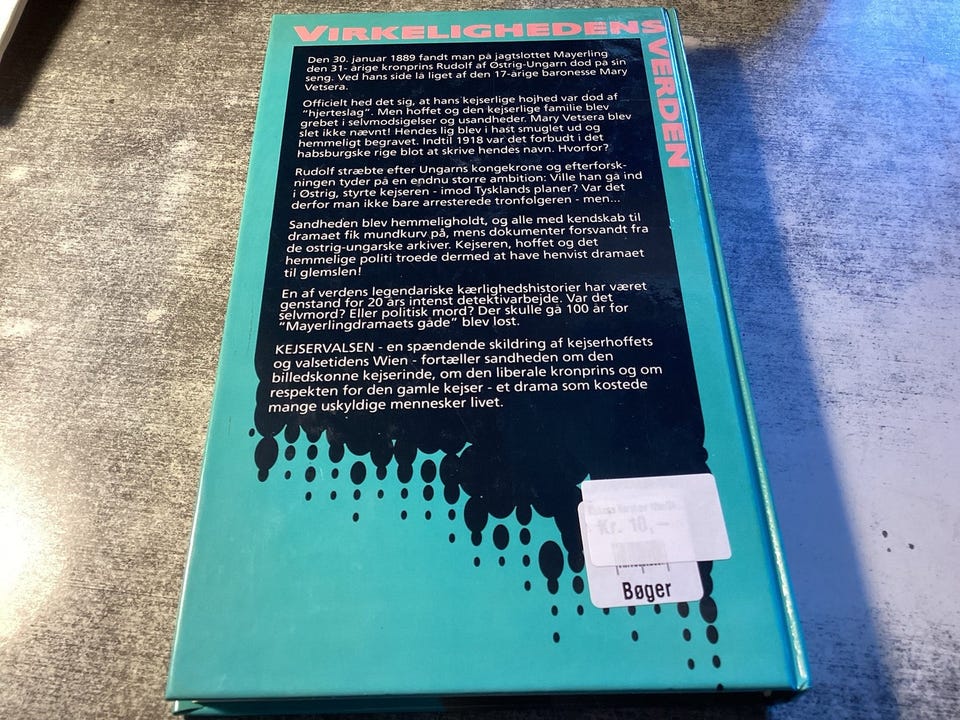 VIRKELIGHEDENS
VERDEN
Den 30. januar 1889 fandt man på jagtslottet Mayerling
den 31- årige kronprins Rudolf af Østrig-Ungarn død på sin
seng. Ved hans side lå liget af den 17-årige baronesse Mary
Vetsera.
Officielt hed det sig, at hans kejserlige højhed var død af
"hjerteslag". Men hoffet og den kejserlige familie blev
grebet i selvmodsigelser og usandheder. Mary Vetsera blev
slet ikke nævnt! Hendes lig blev i hast smuglet ud og
hemmeligt begravet. Indtil 1918 var det forbudt i det
habsburgske rige blot at skrive hendes navn. Hvorfor?
Rudolf stræbte efter Ungarns kongekrone og efterforsk-
ningen tyder på en endnu større ambition: Ville han gå ind
i Østrig, styrte kejseren - imod Tysklands planer? Var det
derfor man ikke bare arresterede tronfølgeren - men...
Sandheden blev hemmeligholdt, og alle med kendskab til
dramaet fik mundkurv på, mens dokumenter forsvandt fra
de østrig-ungarske arkiver. Kejseren, hoffet og det
hemmelige politi troede dermed at have henvist dramaet
til glemslen!
En af verdens legendariske kærlighedshistorier har været
genstand for 20 års intenst detektivarbejde. Var det
selvmord? Eller politisk mord? Der skulle gå 100 år før
"Mayerlingdramaets gåde" blev løst.
KEJSERVALSEN - en spændende skildring af kejserhoffets
og valsetidens Wien - fortæller sandheden om den
billedskønne kejserinde, om den liberale kronprins og om
respekten for den gamle kejser - et drama som kostede
mange uskyldige mennesker livet.
Kr. 10,-
Bøger